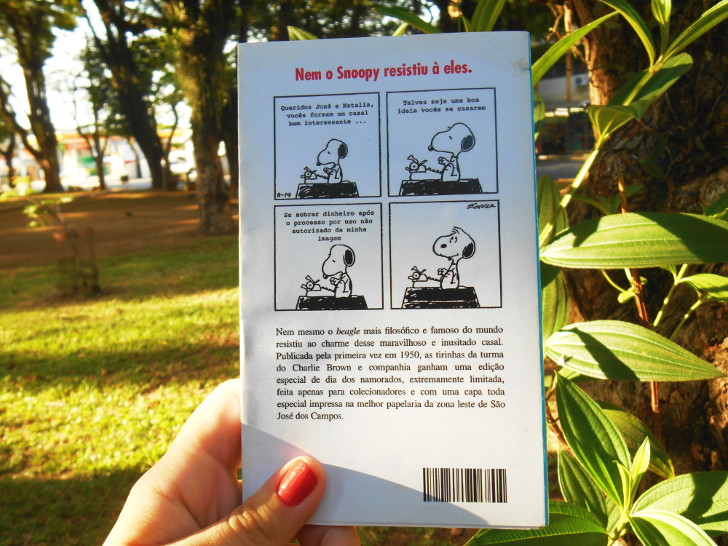 Nem o Snoopy resistiu à eles.
Queridos José e Natalia,
vocês formam um casal
bem interessante ...
8-14
Talvez seja uma boa
ideia vocês se casarem
Se sobrar dinheiro após
o processo por uso não
autorizado da minha
imagem
SCHULZ
Nem mesmo o beagle mais filosófico e famoso do mundo
resistiu ao charme desse maravilhoso e inusitado casal.
Publicada pela primeira vez em 1950, as tirinhas da turma
do Charlie Brown e companhia ganham uma edição
especial de dia dos namorados, extremamente limitada,
feita apenas para colecionadores e com uma capa toda
especial impressa na melhor papelaria da zona leste de São
José dos Campos.